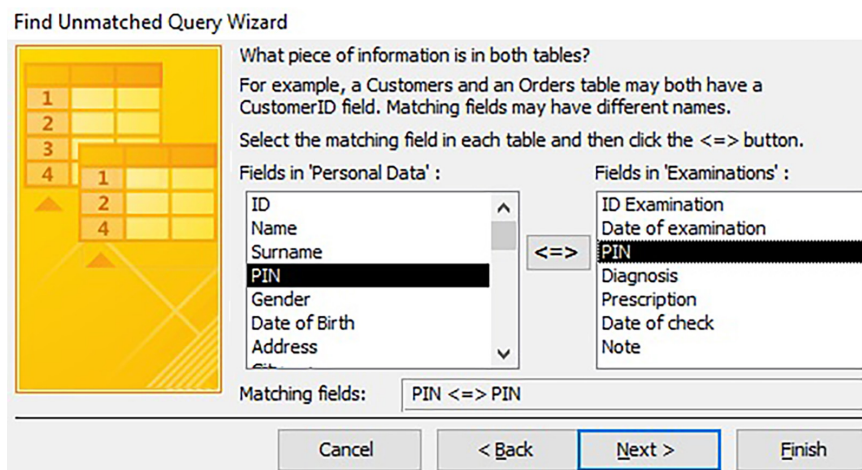 Find Unmatched Query Wizard
What piece of information is in both tables?
For example, a Customers and an Orders table may both have a
CustomerID field. Matching fields may have different names.
Select the matching field in each table and then click the <=> button.
1
2
3
4
1
2
4
Fields in 'Personal Data' :
ID
Name
Surname
PIN
Gender
Date of Birth
Address
<=>
Fields in 'Examinations' :
ID Examination
Date of examination
PIN
Diagnosis
Prescription
Date of check
Note
Matching fields:
PIN <=> PIN
Cancel
< Back
Next >
Finish